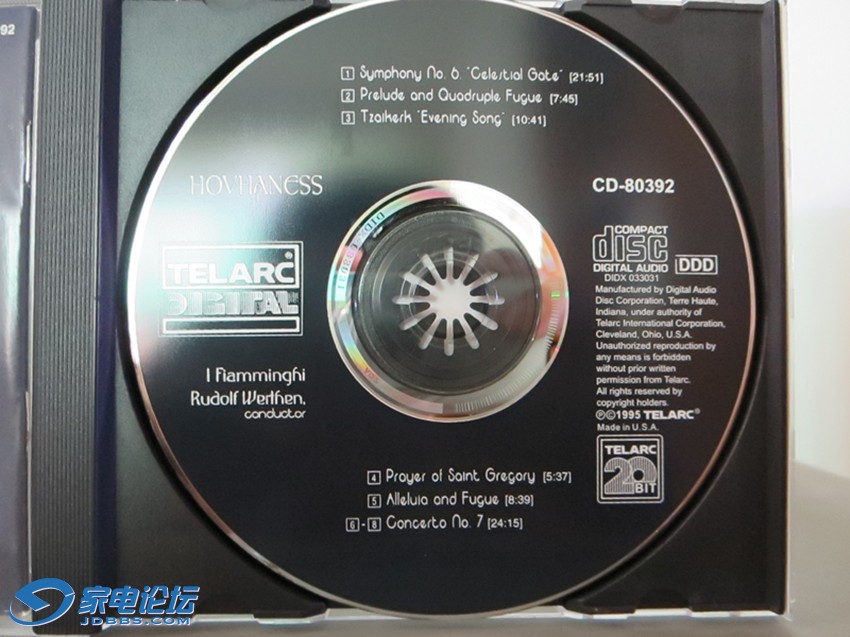 92
1 Symphony No. 6, "Celestial Gate" [21:51]
2 Prelude and Quadruple Fugue [7:45]
3 Tzaikerk "Evening Song" [10:41]
HOVHANESS
TELARC®
DIGITAL
I Fiamminghi
Rudolf Werthen,
conductor
CD-80392
COMPACT
disc
DIGITAL AUDIO
DDD
DIDX 033031
Manufactured by Digital Audio
Disc Corporation, Terre Haute,
Indiana, under authority of
Telarc International Corporation,
Cleveland, Ohio, U.S.A.
Unauthorized reproduction by
any means is forbidden
without prior written
permission from Telarc.
All rights reserved by
copyright holders.
℗©1995 TELARC®
Made in U.S.A.
TELARC
20
BIT
4 Prayer of Saint Gregory [5:37]
5 Alleluia and Fugue [8:39]
6 - 8 Concerto No. 7 [24:15]
家电论坛
JDBBS.COM